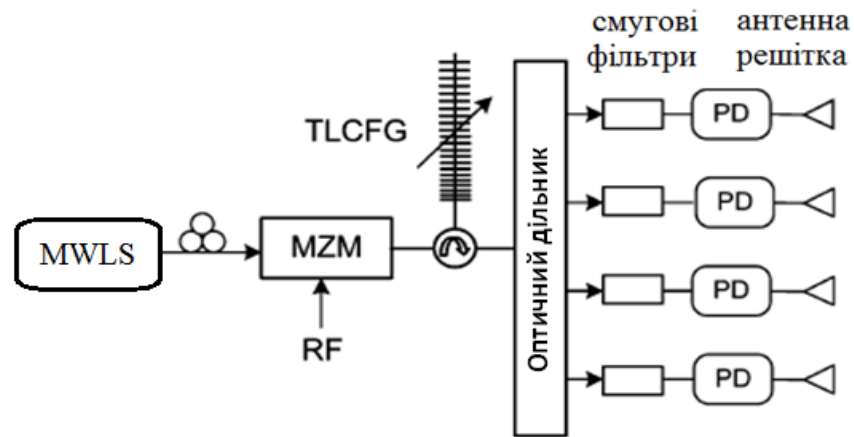 смугові
фільтри
антенна
решітка
TLCFG
MWLS
MZM
RF
Оптичний дільник
PD
PD
PD
PD